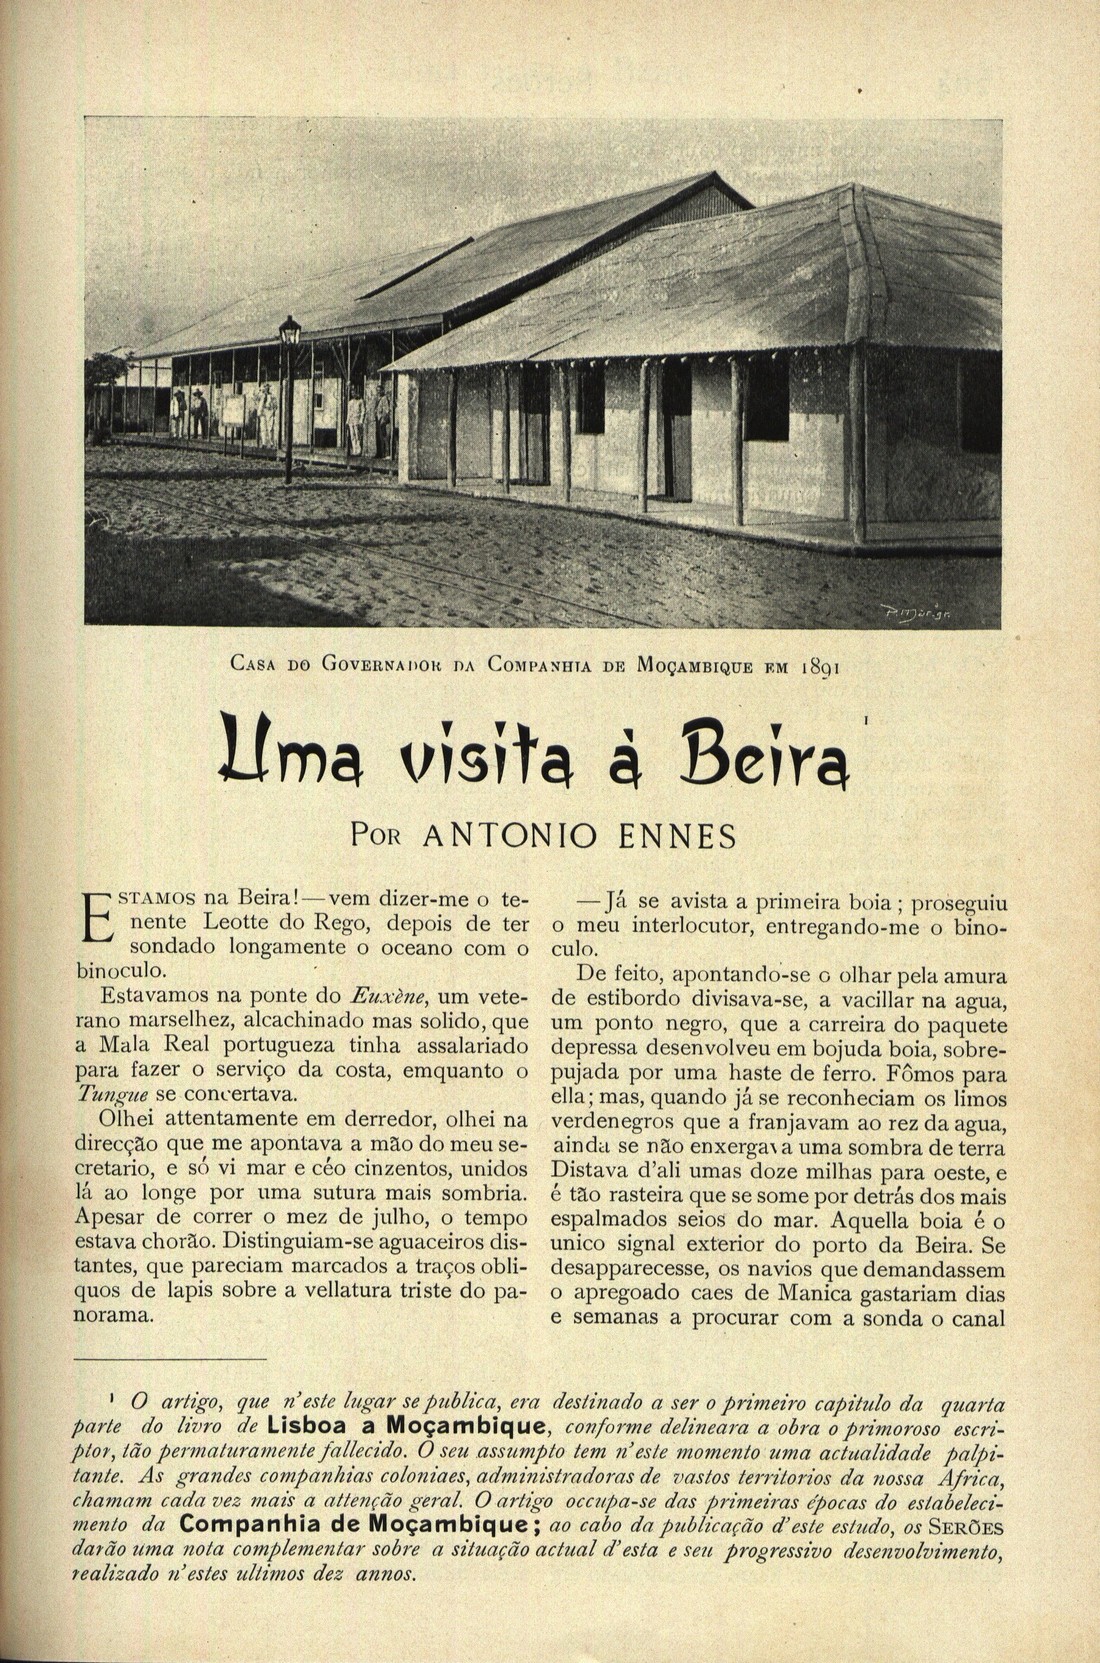 CASA DO GOVERNADOR DA COMPANHIA DE MOÇAMBIQUE EM 1891
Uma visita à Beira 1
POR ANTONIO ENNES
ESTAMOS na Beira!—vem dizer-me o te-
nente Leotte do Rego, depois de ter
sondado longamente o oceano com o
binoculo.
Estavamos na ponte do Euxène, um vete-
rano marselhez, alcachinado mas solido, que
a Mala Real portugueza tinha assalariado
para fazer o serviço da costa, emquanto o
Tungue se concertava.
Olhei attentamente em derredor, olhei na
direcção que me apontava a mão do meu se-
cretario, e só vi mar e céo cinzentos, unidos
lá ao longe por uma sutura mais sombria.
Apesar de correr o mez de julho, o tempo
estava chorão. Distinguiam-se aguaceiros dis-
tantes, que pareciam marcados a traços obli-
quos de lapis sobre a vellatura triste do pa-
norama.
—Já se avista a primeira boia; proseguiu
o meu interlocutor, entregando-me o bino-
culo.
De feito, apontando-se o olhar pela amura
de estibordo divisava-se, a vacillar na agua,
um ponto negro, que a carreira do paquete
depressa desenvolveu em bojuda boia, sobre-
pujada por uma haste de ferro. Fômos para
ella; mas, quando já se reconheciam os limos
verdenegros que a franjavam ao rez da agua,
ainda se não enxergava uma sombra de terra
Distava d'ali umas doze milhas para oeste, e
é tão rasteira que se some por detrás dos mais
espalmados seios do mar. Aquella boia é o
unico signal exterior do porto da Beira. Se
desapparecesse, os navios que demandassem
o apregoado caes de Manica gastariam dias
e semanas a procurar com a sonda o canal
1 O artigo, que n'este lugar se publica, era destinado a ser o primeiro capitulo da quarta
parte do livro de Lisboa a Moçambique, conforme delineara a obra o primoroso escri-
ptor, tão permaturamente fallecido. O seu assumpto tem n'este momento uma actualidade palpi-
tante. As grandes companhias coloniaes, administradoras de vastos territorios da nossa Africa,
chamam cada vez mais a attenção geral. O artigo occupa-se das primeiras épocas do estabeleci-
mento da Companhia de Moçambique; ao cabo da publicação d'este estudo, os SERÕES
darão uma nota complementar sobre a situação actual d'esta e seu progressivo desenvolvimento,
realizado n'estes ultimos dez annos.